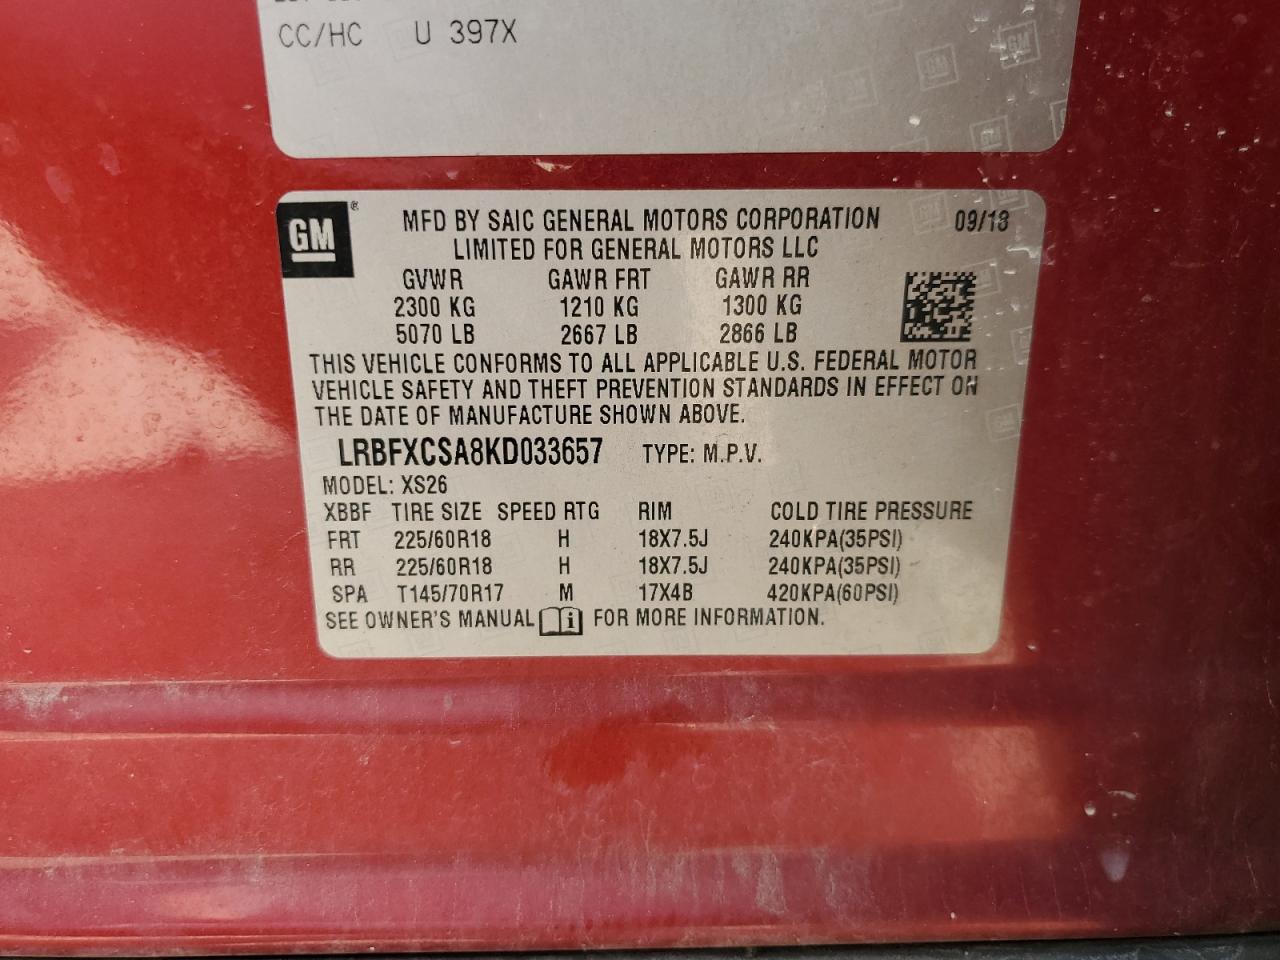 CC/HC U 397X
GM ®
MFD BY SAIC GENERAL MOTORS CORPORATION 09/18
LIMITED FOR GENERAL MOTORS LLC
GVWR GAWR FRT GAWR RR
2300 KG 1210 KG 1300 KG
5070 LB 2667 LB 2866 LB
THIS VEHICLE CONFORMS TO ALL APPLICABLE U.S. FEDERAL MOTOR
VEHICLE SAFETY AND THEFT PREVENTION STANDARDS IN EFFECT ON
THE DATE OF MANUFACTURE SHOWN ABOVE.
LRBFXCSA8KD033657 TYPE: M.P.V.
MODEL: XS26
XBBF TIRE SIZE SPEED RTG RIM COLD TIRE PRESSURE
FRT 225/60R18 H 18X7.5J 240KPA(35PSI)
RR 225/60R18 H 18X7.5J 240KPA(35PSI)
SPA T145/70R17 M 17X4B 420KPA(60PSI)
SEE OWNER'S MANUAL i FOR MORE INFORMATION.